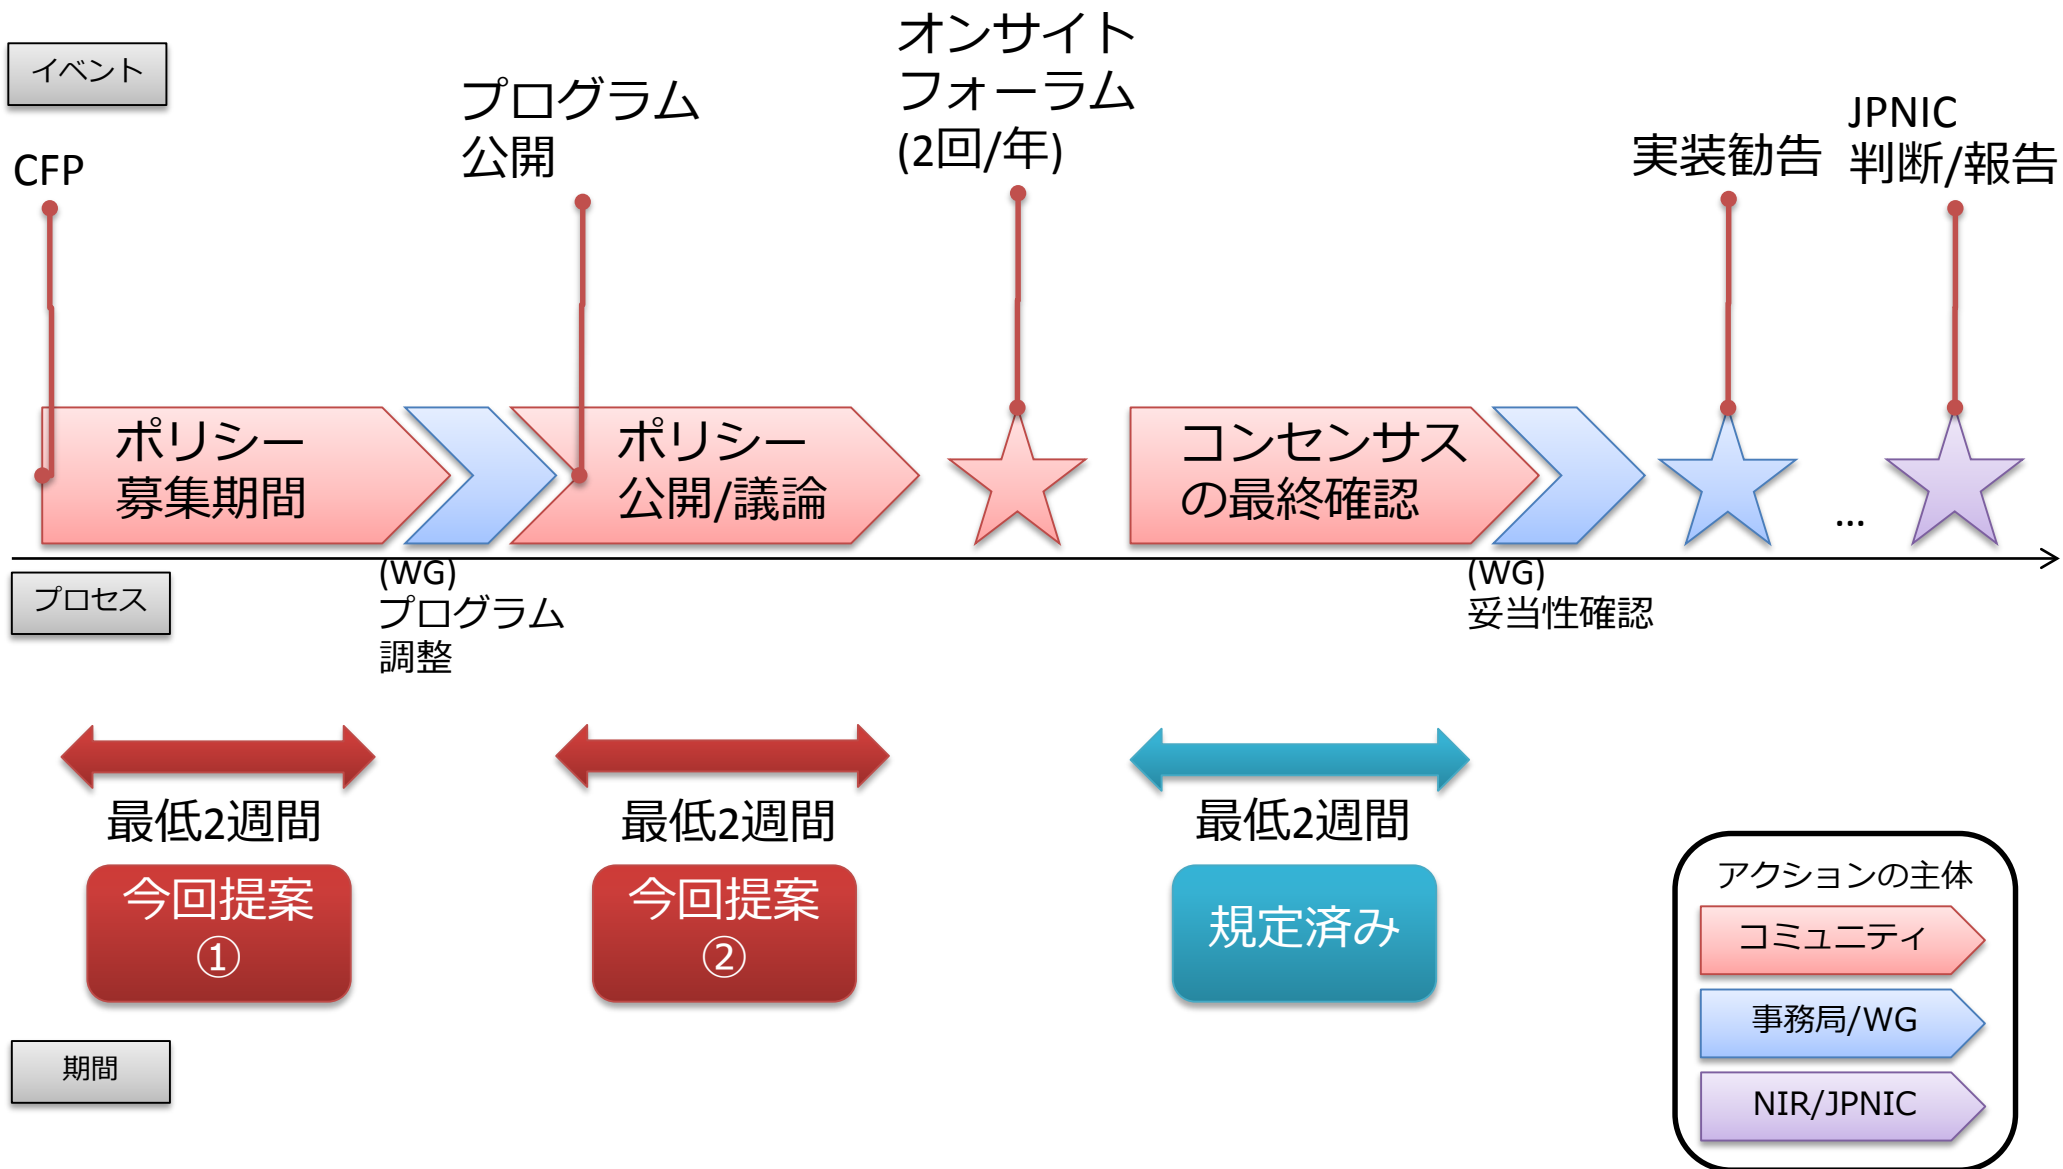 イベント
CFP
プログラム
公開
オンサイト
フォーラム
(2回/年)
実装勧告
JPNIC
判断/報告
ポリシー
募集期間
ポリシー
公開/議論
コンセンサス
の最終確認
…
プロセス
(WG)
プログラム
調整
(WG)
妥当性確認
最低2週間
最低2週間
最低2週間
今回提案
①
今回提案
②
規定済み
期間
アクションの主体
コミュニティ
事務局/WG
NIR/JPNIC